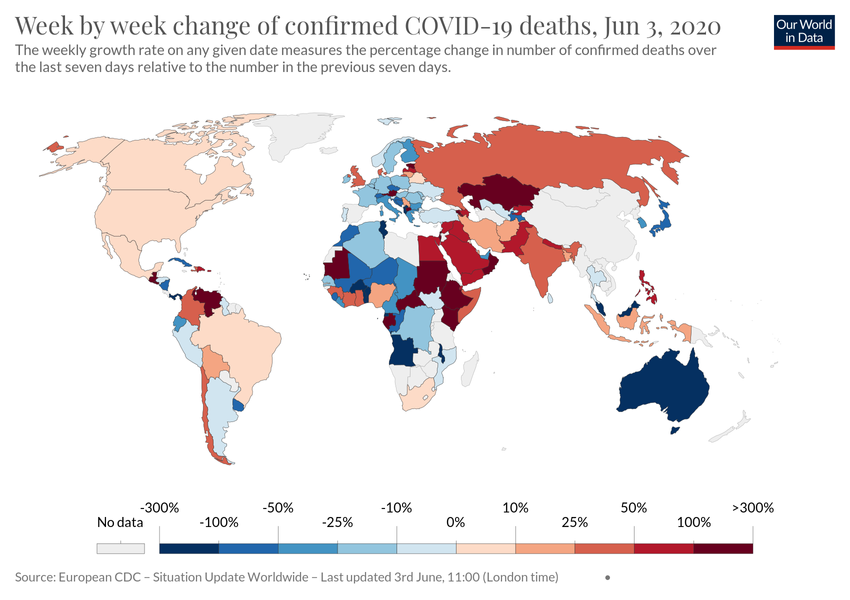 Week by week change of confirmed COVID-19 deaths, Jun 3, 2020
Our World
in Data
The weekly growth rate on any given date measures the percentage change in number of confirmed deaths over
the last seven days relative to the number in the previous seven days.
-300%
-50%
-10%
10%
50%
>300%
No data
-100%
-25%
0%
25%
100%
Source: European CDC – Situation Update Worldwide – Last updated 3rd June, 11:00 (London time)